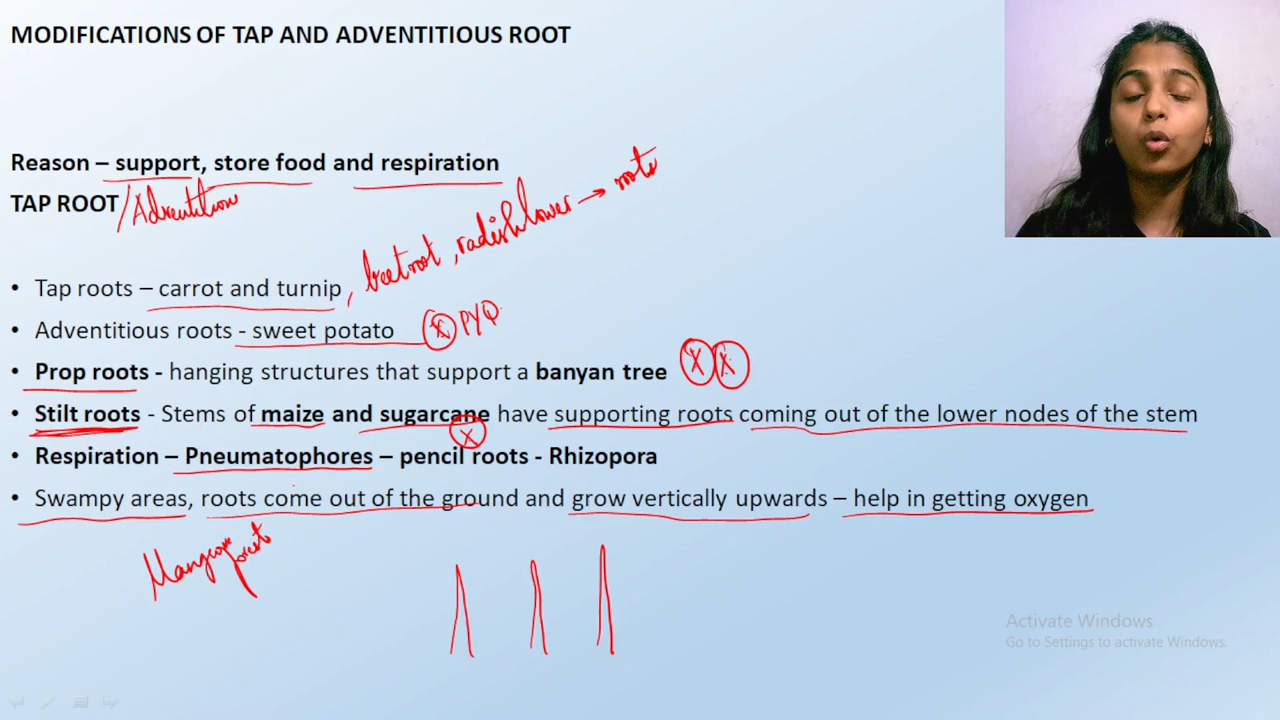 MODIFICATIONS OF TAP AND ADVENTITIOUS ROOT
Reason – support, store food and respiration
TAP ROOT /Advention
beetroot, radish lower → roots
• Tap roots – carrot and turnip,
• Adventitious roots - sweet potato x PYQ
• Prop roots - hanging structures that support a banyan tree x x
• Stilt roots - Stems of maize and sugarcane have supporting roots coming out of the lower nodes of the stem
x
• Respiration – Pneumatophores – pencil roots - Rhizopora
• Swampy areas, roots come out of the ground and grow vertically upwards – help in getting oxygen
forests
Activate Windows
Go to Settings to activate Windows.